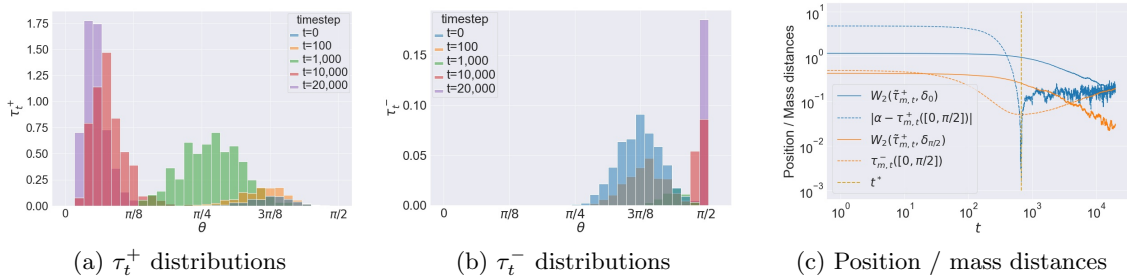 τ_t^+
1.75
1.50
1.25
1.00
0.75
0.50
0.25
0.00
0
π/8
π/4
3π/8
π/2
θ
timestep
t=0
t=100
t=1,000
t=10,000
t=20,000
(a) τ_t^+ distributions
τ_t^-
0.15
0.10
0.05
0.00
0
π/8
π/4
3π/8
π/2
θ
timestep
t=0
t=100
t=1,000
t=10,000
t=20,000
(b) τ_t^- distributions
Position / Mass distances
10^1
10^0
10^{-1}
10^{-2}
10^{-3}
10^0
10^1
10^2
10^3
10^4
t
W_2(τ̃_{m,t}^+, δ_0)
|α − τ_{m,t}^+([0, π/2])|
W_2(τ̃_{m,t}^+, δ_{π/2})
τ_{m,t}^-([0, π/2])
t^*
(c) Position / mass distances